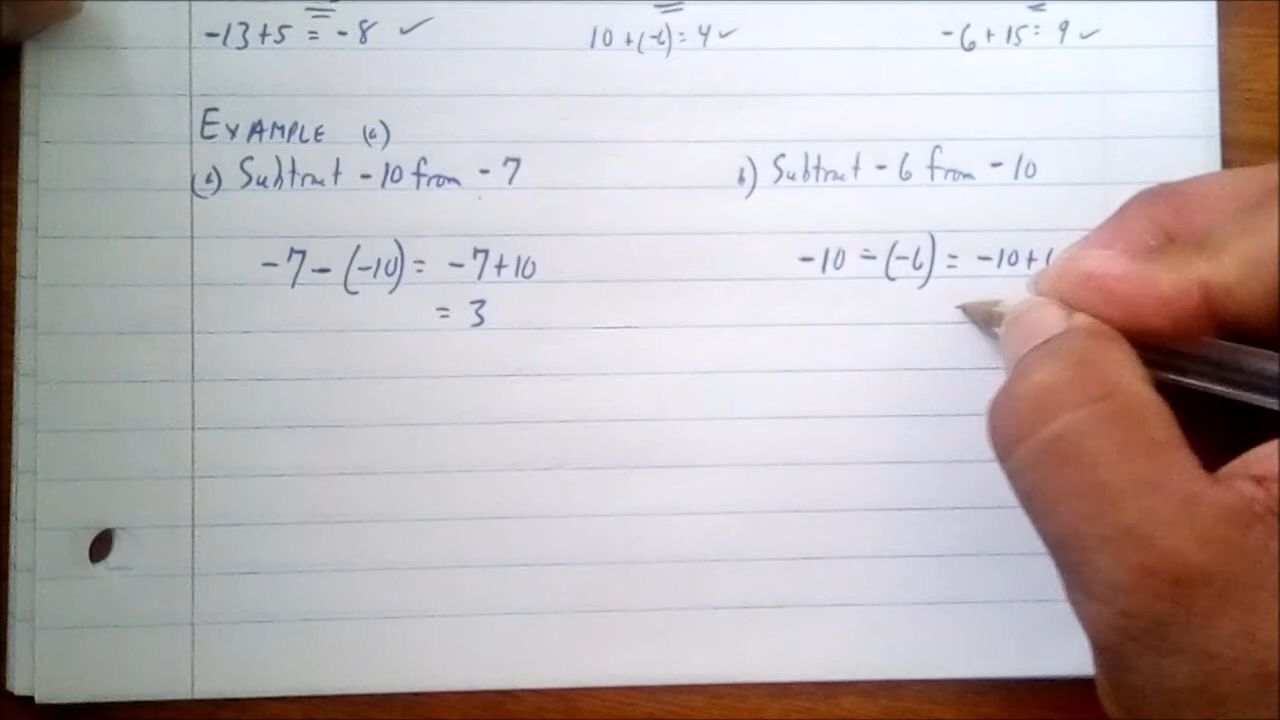 -13+5 = -8 ✓
10+(-6)=4 ✓
-6+15=9 ✓
EXAMPLE (c)
(a) Subtract -10 from -7
-7-(-10)= -7+10
= 3
b) Subtract -6 from -10
-10-(-6) = -10+